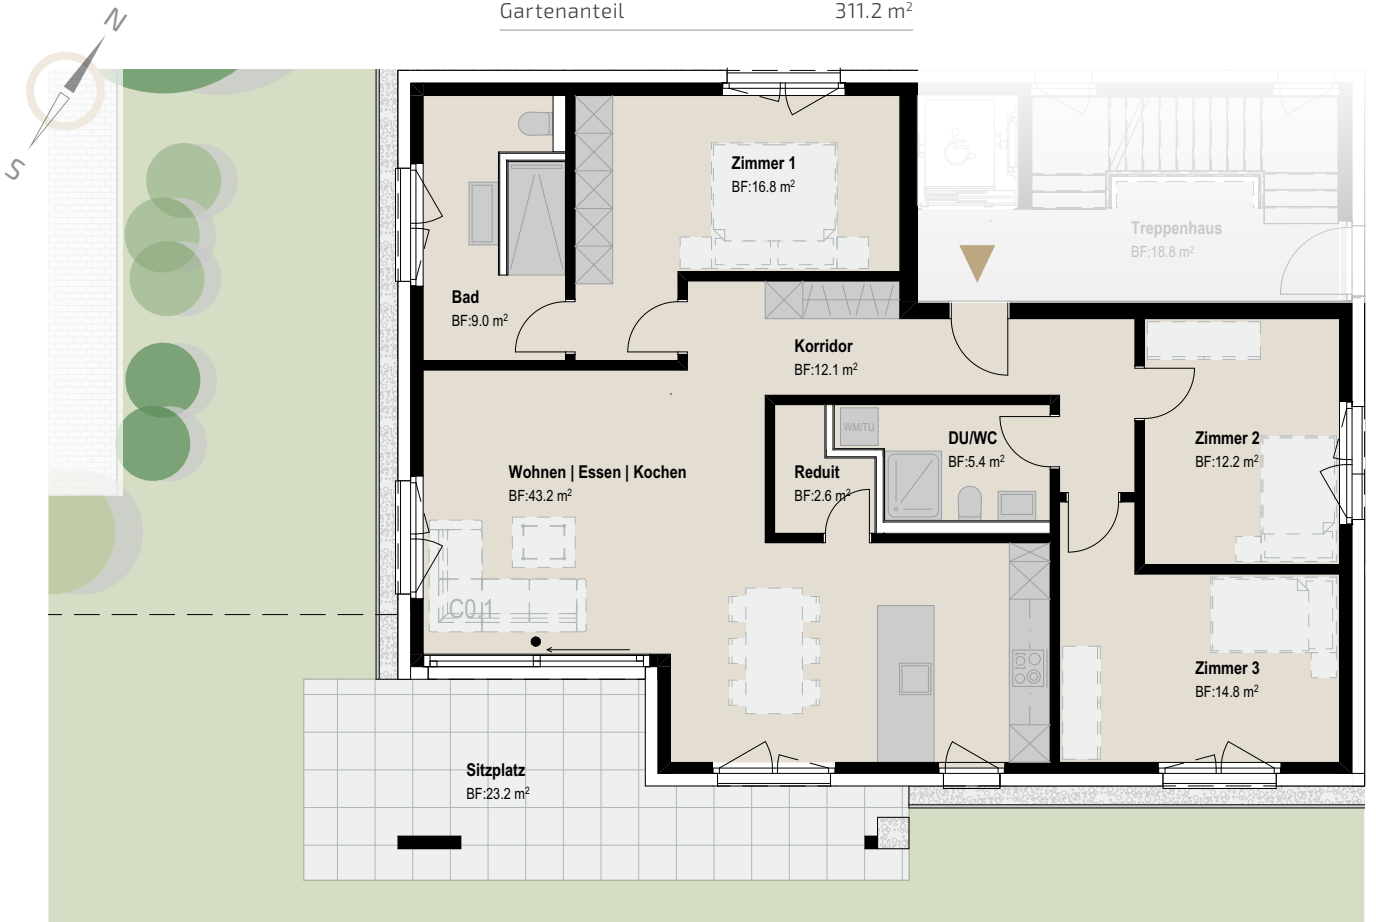 Gartenanteil 311.2 m²
N
S
Zimmer 1
BF:16.8 m²
Treppenhaus
BF:18.8 m²
Bad
BF:9.0 m²
Korridor
BF:12.1 m²
WM/TU
DU/WC
BF:5.4 m²
Zimmer 2
BF:12.2 m²
Wohnen | Essen | Kochen
BF:43.2 m²
Reduit
BF:2.6 m²
C0.1
Zimmer 3
BF:14.8 m²
Sitzplatz
BF:23.2 m²